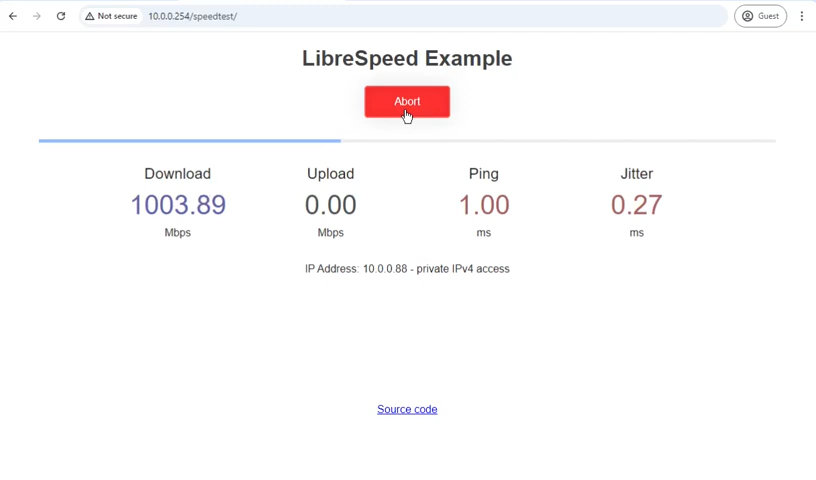 Not secure 10.0.0.254/speedtest/ Guest
LibreSpeed Example
Abort
Download Upload Ping Jitter
1003.89 0.00 1.00 0.27
Mbps Mbps ms ms
IP Address: 10.0.0.88 - private IPv4 access
Source code